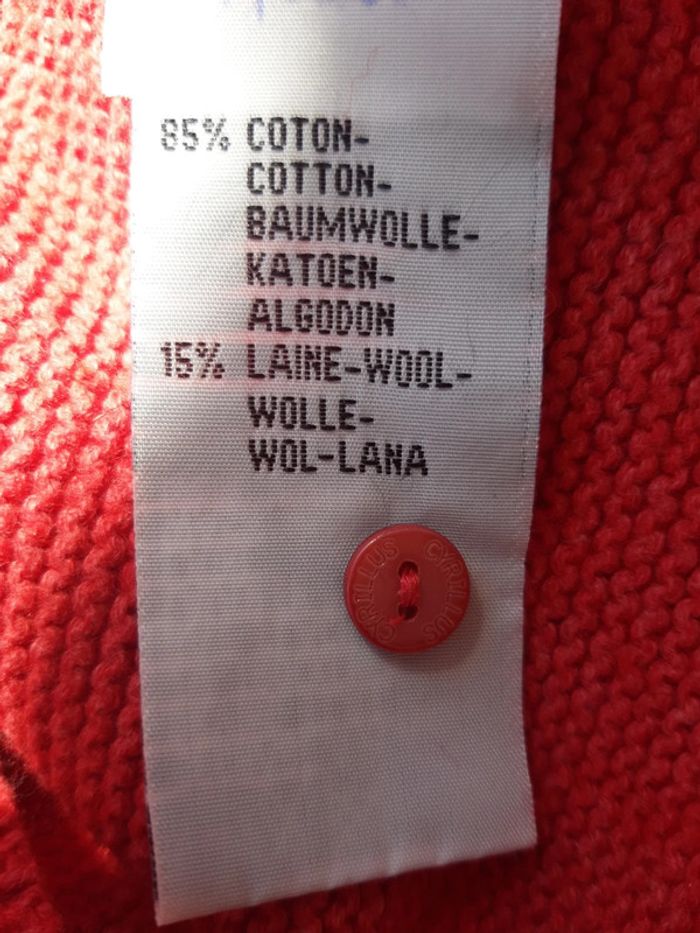 85% COTON-
COTTON-
BAUMWOLLE-
KATOEN-
ALGODON
15% LAINE-WOOL-
WOLLE-
WOL-LANA
CYRILLUS CYRILLUS